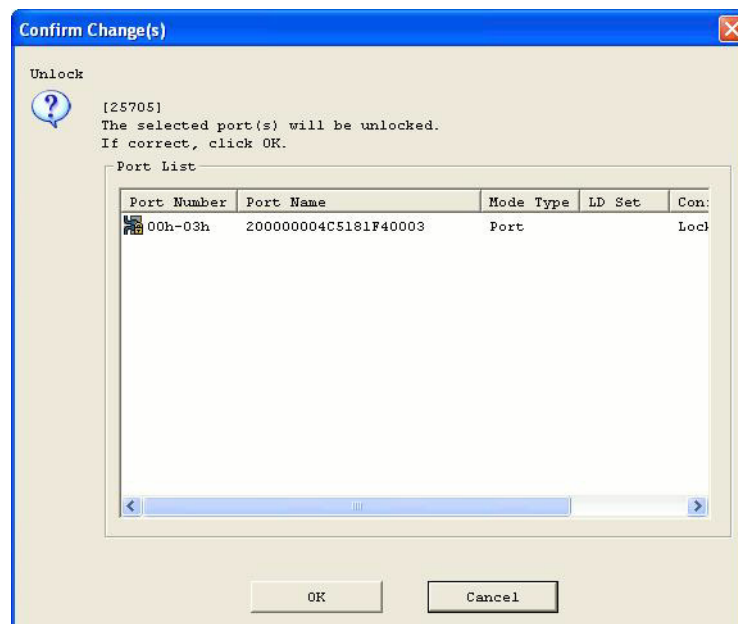 Confirm Change(s)
Unlock
[25705]
The selected port(s) will be unlocked.
If correct, click OK.
Port List
Port Number Port Name Mode Type LD Set
00h-03h 200000004C5181F40003 Port
OK Cancel